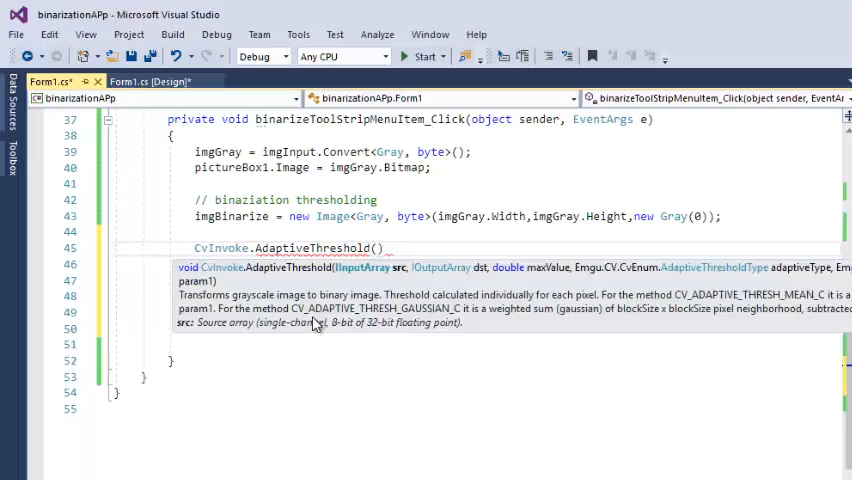 binarizationAPp - Microsoft Visual Studio
File Edit View Project Build Debug Team Tools Test Analyze Window Help
Debug Any CPU Start
Form1.cs* Form1.cs [Design]*
binarizationAPp binarizationAPp.Form1 binarizeToolStripMenuItem_Click(object sender, EventAr
Data Sources
Toolbox
37 private void binarizeToolStripMenuItem_Click(object sender, EventArgs e)
38 {
39 imgGray = imgInput.Convert<Gray, byte>();
40 pictureBox1.Image = imgGray.Bitmap;
41
42 // binaziation thresholding
43 imgBinarize = new Image<Gray, byte>(imgGray.Width,imgGray.Height,new Gray(0));
44
45 CvInvoke.AdaptiveThreshold()
46 void CvInvoke.AdaptiveThreshold(IInputArray src, IOutputArray dst, double maxValue, Emgu.CV.CvEnum.AdaptiveThresholdType adaptiveType, Em
47 param1)
48 Transforms grayscale image to binary image. Threshold calculated individually for each pixel. For the method CV_ADAPTIVE_THRESH_MEAN_C it is a
49 param1. For the method CV_ADAPTIVE_THRESH_GAUSSIAN_C it is a weighted sum (gaussian) of blockSize x blockSize pixel neighborhood, subtracted
50 src: Source array (single-channel, 8-bit of 32-bit floating point).
51
52 }
53 }
54 }
55